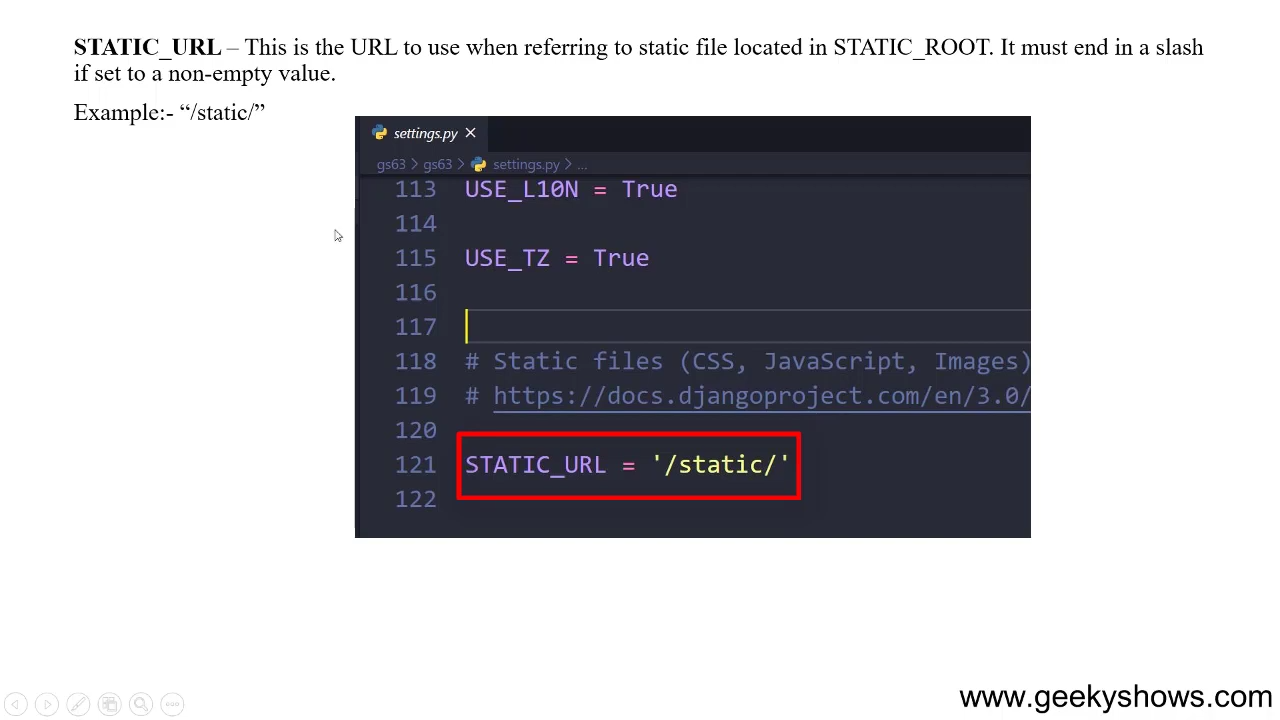 STATIC_URL – This is the URL to use when referring to static file located in STATIC_ROOT. It must end in a slash
if set to a non-empty value.
Example:- “/static/”
settings.py ×
gs63 > gs63 > settings.py > ...
113 USE_L10N = True
114
115 USE_TZ = True
116
117
118 # Static files (CSS, JavaScript, Images)
119 # https://docs.djangoproject.com/en/3.0/
120
121 STATIC_URL = '/static/'
122
www.geekyshows.com